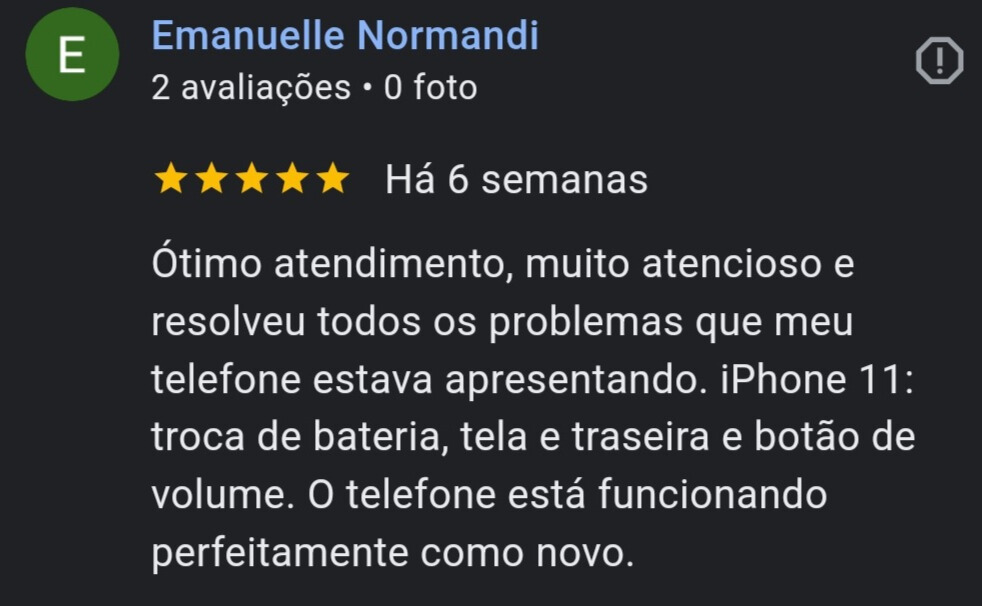 E
Emanuelle Normandi
2 avaliações • 0 foto
Há 6 semanas
Ótimo atendimento, muito atencioso e
resolveu todos os problemas que meu
telefone estava apresentando. iPhone 11:
troca de bateria, tela e traseira e botão de
volume. O telefone está funcionando
perfeitamente como novo.